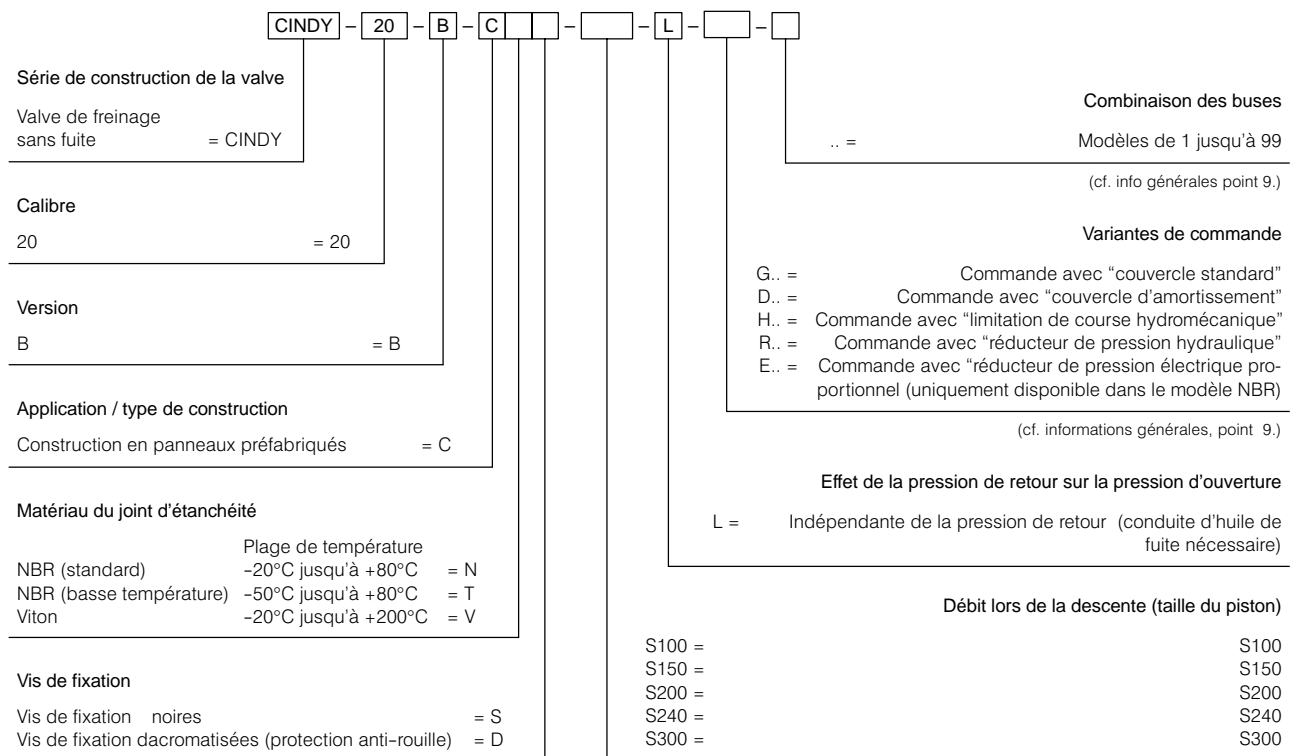 CINDY – 20 – B – C – – L – –
Série de construction de la valve
Valve de freinage
sans fuite = CINDY
Calibre
20 = 20
Version
B = B
Application / type de construction
Construction en panneaux préfabriqués = C
Matériau du joint d'étanchéité
Plage de température
NBR (standard) –20°C jusqu'à +80°C = N
NBR (basse température) –50°C jusqu'à +80°C = T
Viton –20°C jusqu'à +200°C = V
Vis de fixation
Vis de fixation noires = S
Vis de fixation dacromatisées (protection anti–rouille) = D
Combinaison des buses
.. = Modèles de 1 jusqu'à 99
(cf. info générales point 9.)
Variantes de commande
G.. = Commande avec “couvercle standard”
D.. = Commande avec “couvercle d'amortissement”
H.. = Commande avec “limitation de course hydromécanique”
R.. = Commande avec “réducteur de pression hydraulique”
E.. = Commande avec “réducteur de pression électrique pro–
portionnel (uniquement disponible dans le modèle NBR)
(cf. informations générales, point 9.)
Effet de la pression de retour sur la pression d'ouverture
L = Indépendante de la pression de retour (conduite d'huile de
fuite nécessaire)
Débit lors de la descente (taille du piston)
S100 = S100
S150 = S150
S200 = S200
S240 = S240
S300 = S300